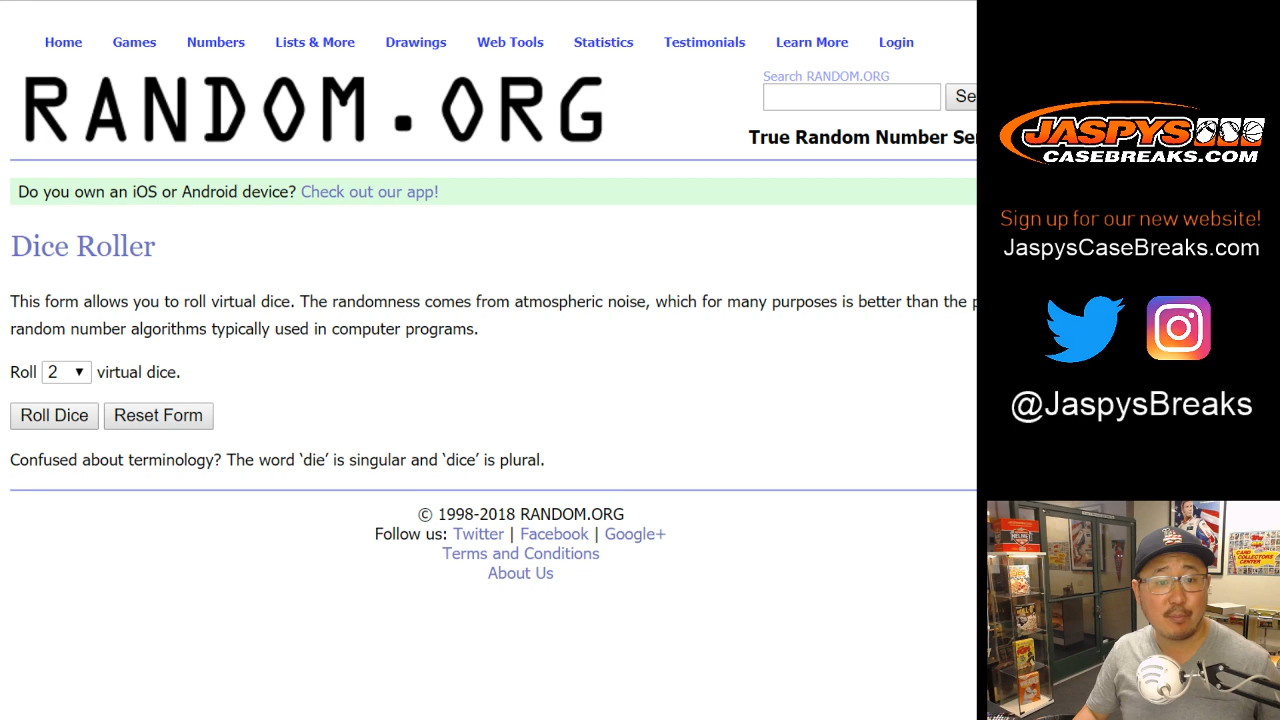 Home Games Numbers Lists & More Drawings Web Tools Statistics Testimonials Learn More Login
RANDOM.ORG
Search RANDOM.ORG
Se
True Random Number Ser
Do you own an iOS or Android device? Check out our app!
Dice Roller
This form allows you to roll virtual dice. The randomness comes from atmospheric noise, which for many purposes is better than the p
random number algorithms typically used in computer programs.
Roll 2 virtual dice.
Roll Dice Reset Form
Confused about terminology? The word ‘die’ is singular and ‘dice’ is plural.
© 1998-2018 RANDOM.ORG
Follow us: Twitter | Facebook | Google+
Terms and Conditions
About Us
JASPYS
CASEBREAKS.COM
Sign up for our new website!
JaspysCaseBreaks.com
@JaspysBreaks
CARD
COLLECTORS
CENTER